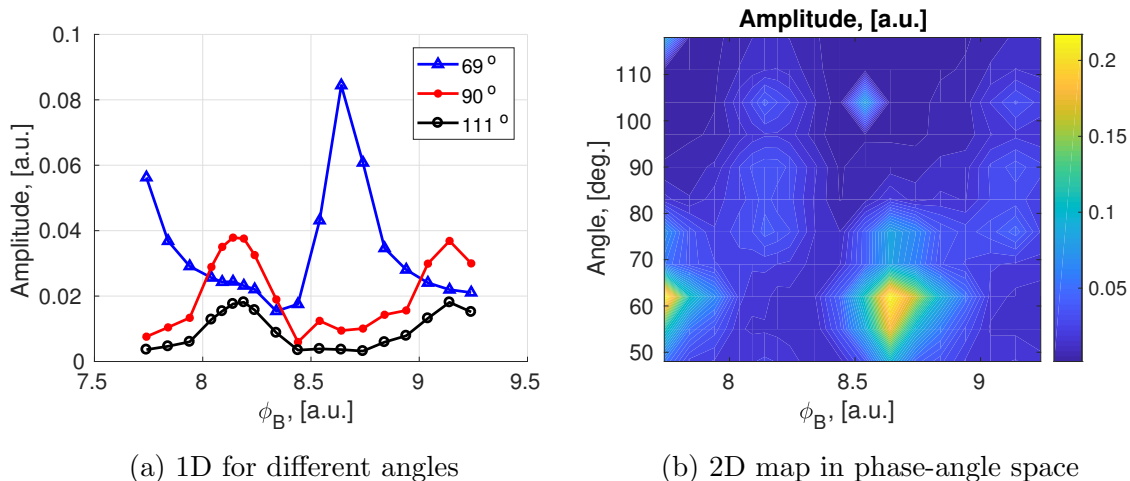 Amplitude, [a.u.]
0.1
0.08
0.06
0.04
0.02
0
7.5 8 8.5 9 9.5
ϕB, [a.u.]
69 o
90 o
111 o
(a) 1D for different angles
Amplitude, [a.u.]
Angle, [deg.]
110
100
90
80
70
60
50
8 8.5 9
ϕB, [a.u.]
0.2
0.15
0.1
0.05
(b) 2D map in phase-angle space